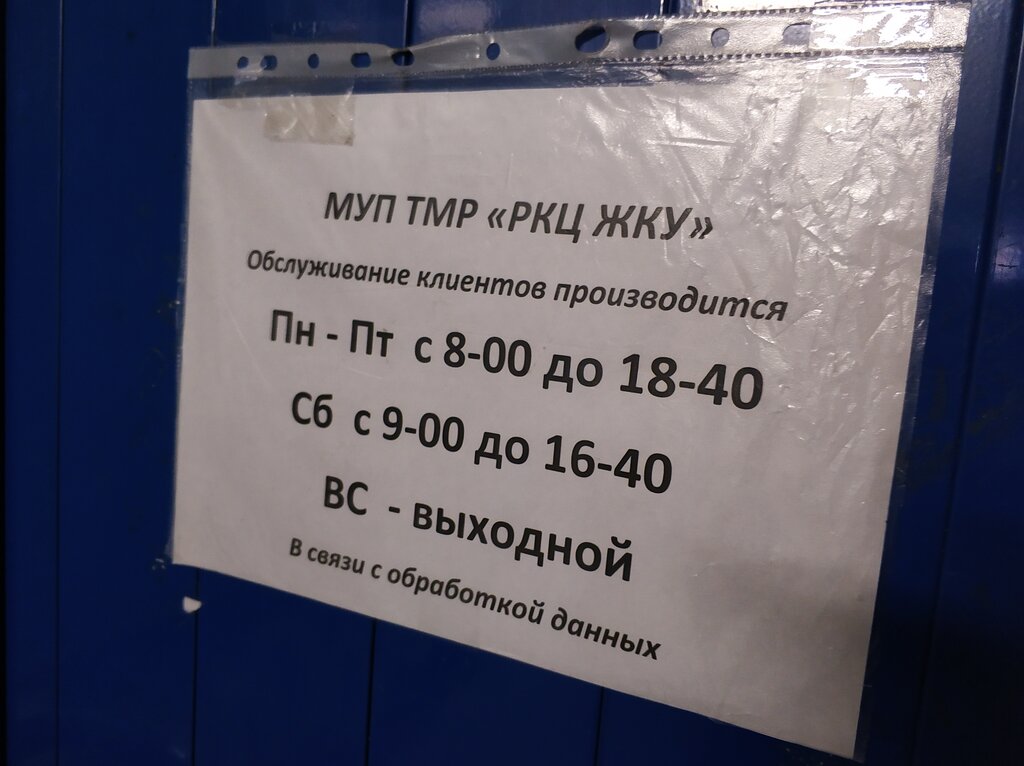 МУП ТМР «РКЦ ЖКУ»
Обслуживание клиентов производится
Пн - Пт с 8-00 до 18-40
Сб с 9-00 до 16-40
ВС - выходной
В связи с обработкой данных